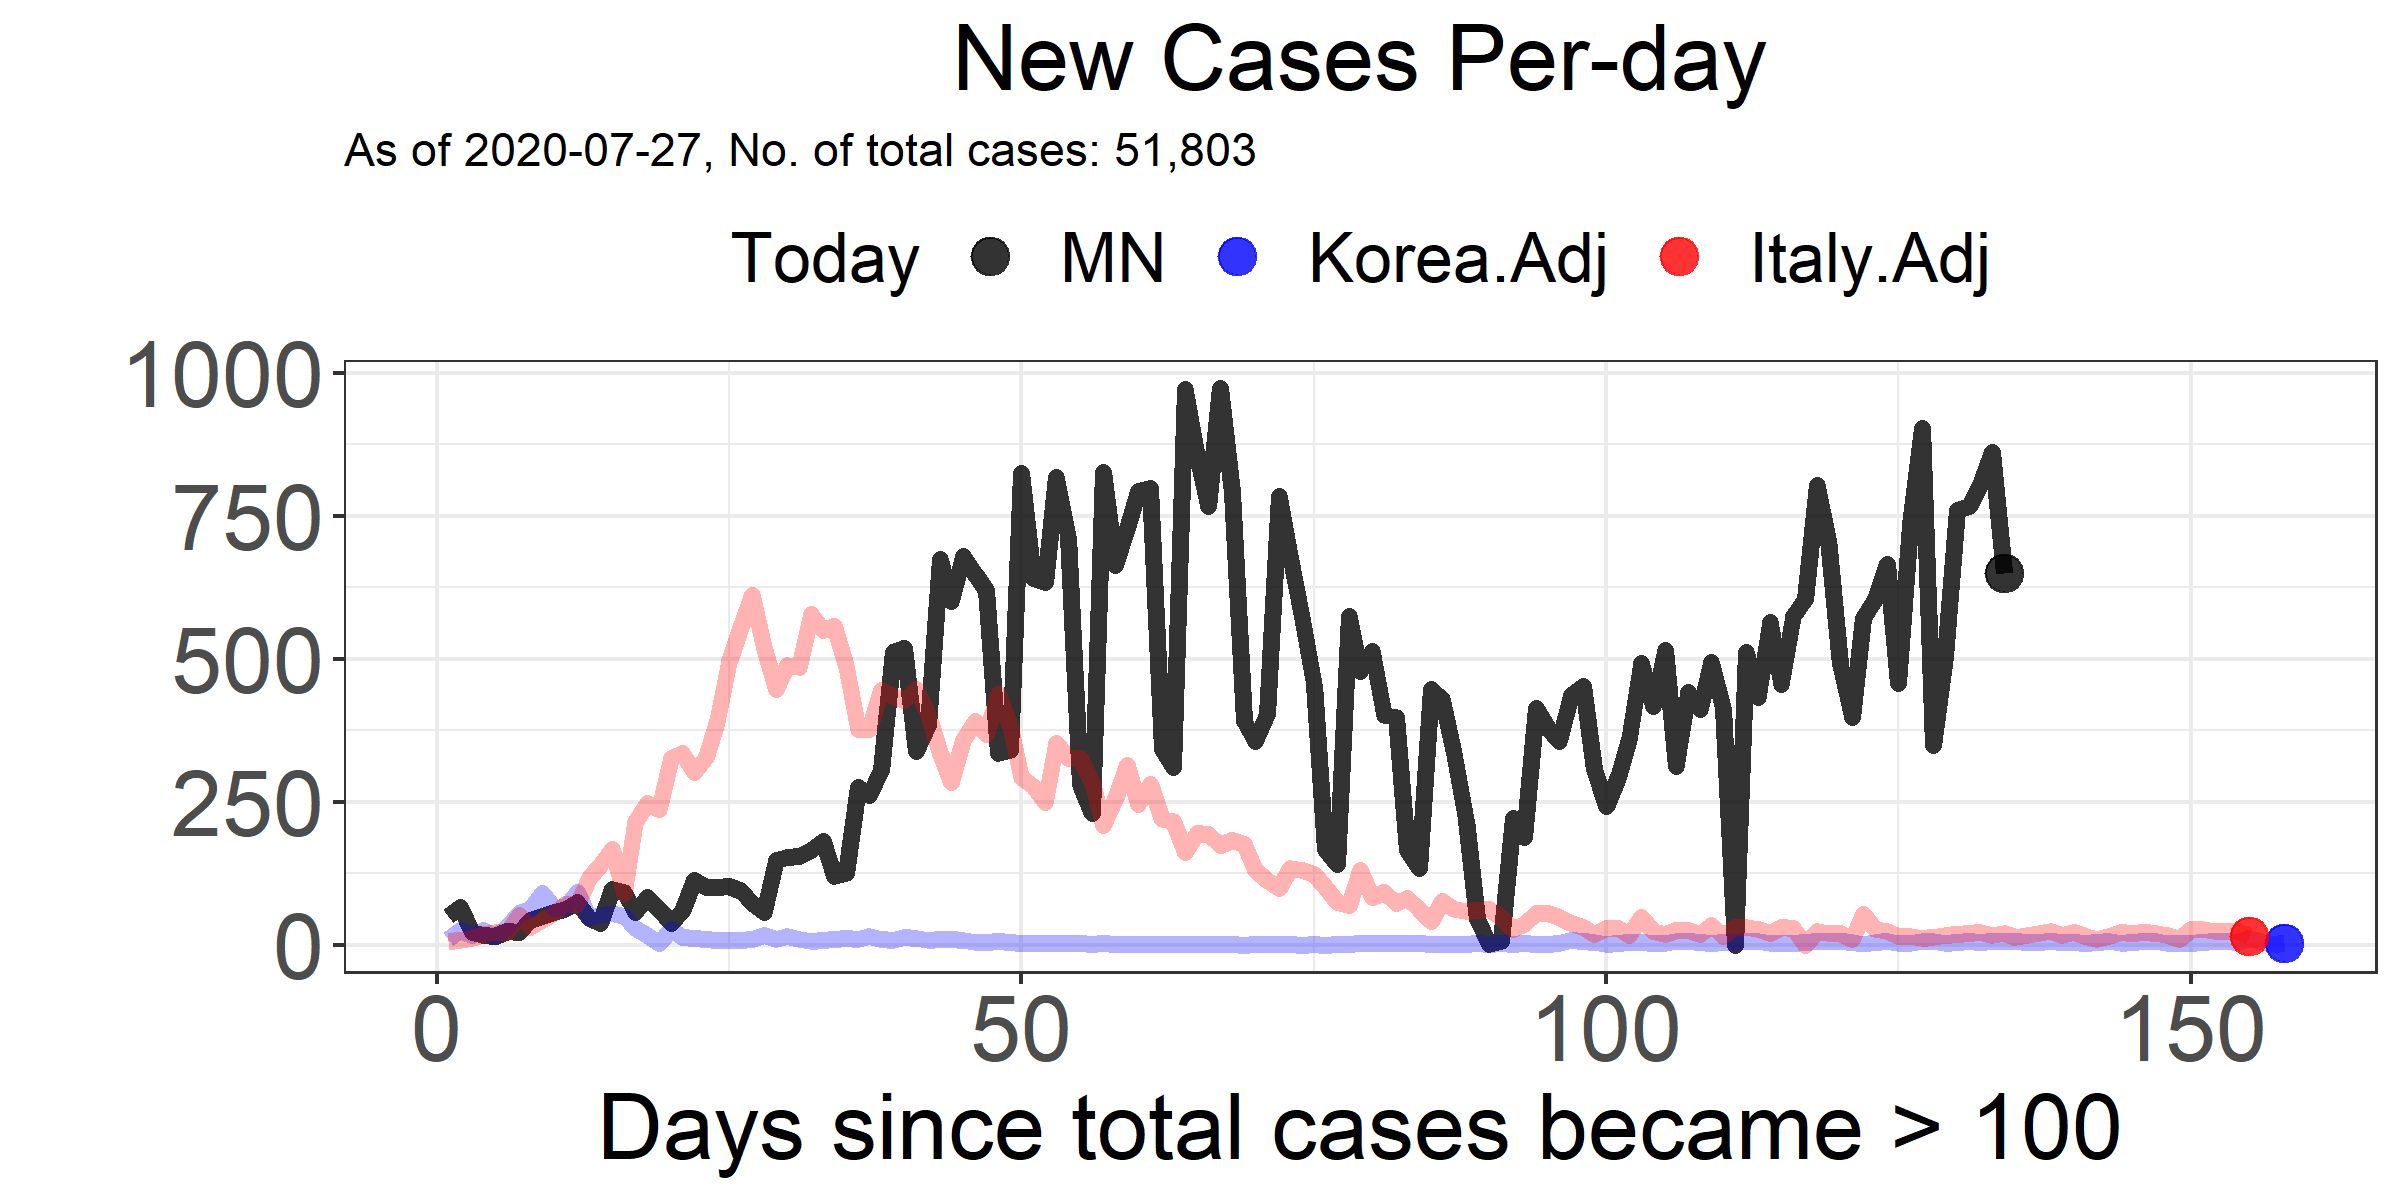 New Cases Per-day
As of 2020-07-27, No. of total cases: 51,803
Today MN Korea.Adj Italy.Adj
1000
750
500
250
0
0 50 100 150
Days since total cases became > 100